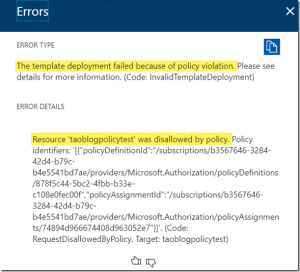 Errors
ERROR TYPE
The template deployment failed because of policy violation. Please see
details for more information. (Code: InvalidTemplateDeployment)
ERROR DETAILS
Resource 'taoblogpolicytest' was disallowed by policy. Policy
identifiers: '[{"policyDefinitionId":"/subscriptions/b3567646-3284-
42d4-b79c-
b4e5541bd7ae/providers/Microsoft.Authorization/policyDefinitions
/878f5c44-5bc2-4fbb-b33e-
c108e0fec00f","policyAssignmentId":"/subscriptions/b3567646-
3284-42d4-b79c-
b4e5541bd7ae/providers/Microsoft.Authorization/policyAssignmen
ts/74894d966674408d963052e7"}]'. (Code:
RequestDisallowedByPolicy, Target: taoblogpolicytest)